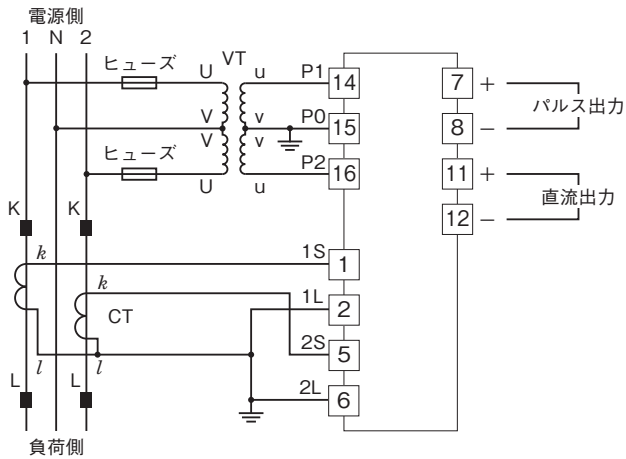 電源側
1 N 2
ヒューズ
U
VT
u
P1
14
7
+
パルス出力
V
v
P0
15
8
−
V
v
ヒューズ
U
u
P2
16
11
+
直流出力
12
−
K
K
k
1S
1
k
1L
2
CT
2S
5
l
l
L
L
2L
6
負荷側